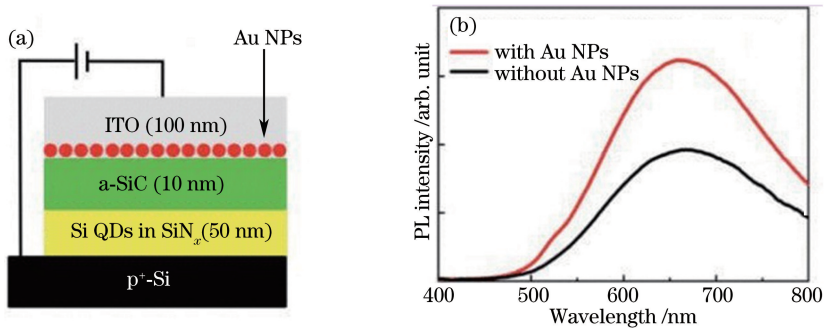 (a)
Au NPs
ITO (100 nm)
a-SiC (10 nm)
Si QDs in SiNₓ(50 nm)
p⁺-Si
(b)
with Au NPs
without Au NPs
PL intensity /arb. unit
400 500 600 700 800
Wavelength /nm